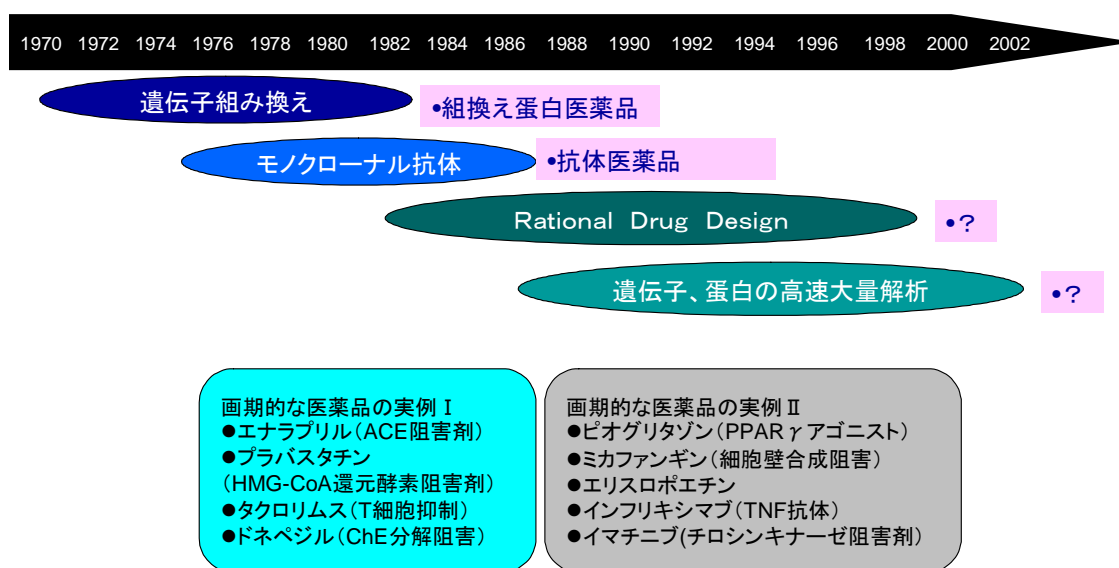 1970 1972 1974 1976 1978 1980 1982 1984 1986 1988 1990 1992 1994 1996 1998 2000 2002
遺伝子組み換え
•組換え蛋白医薬品
モノクローナル抗体
•抗体医薬品
Rational Drug Design
•？
遺伝子、蛋白の高速大量解析
•？
画期的な医薬品の実例Ⅰ
●エナラプリル(ACE阻害剤)
●プラバスタチン
(HMG-CoA還元酵素阻害剤)
●タクロリムス(T細胞抑制)
●ドネペジル(ChE分解阻害)
画期的な医薬品の実例Ⅱ
●ピオグリタゾン(PPARγアゴニスト)
●ミカファンギン(細胞壁合成阻害)
●エリスロポエチン
●インフリキシマブ(TNF抗体)
●イマチニブ(チロシンキナーゼ阻害剤)